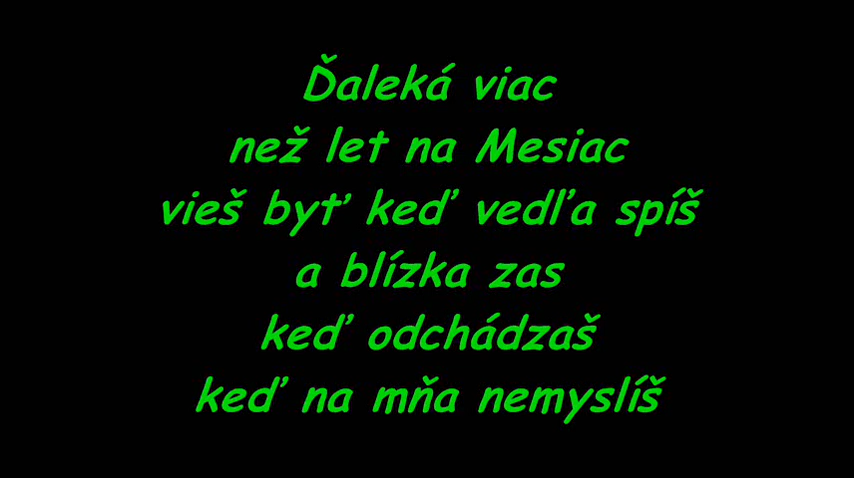 Ďaleká viac
než let na Mesiac
vieš byť keď vedľa spíš
a blízka zas
keď odchádzaš
keď na mňa nemyslíš